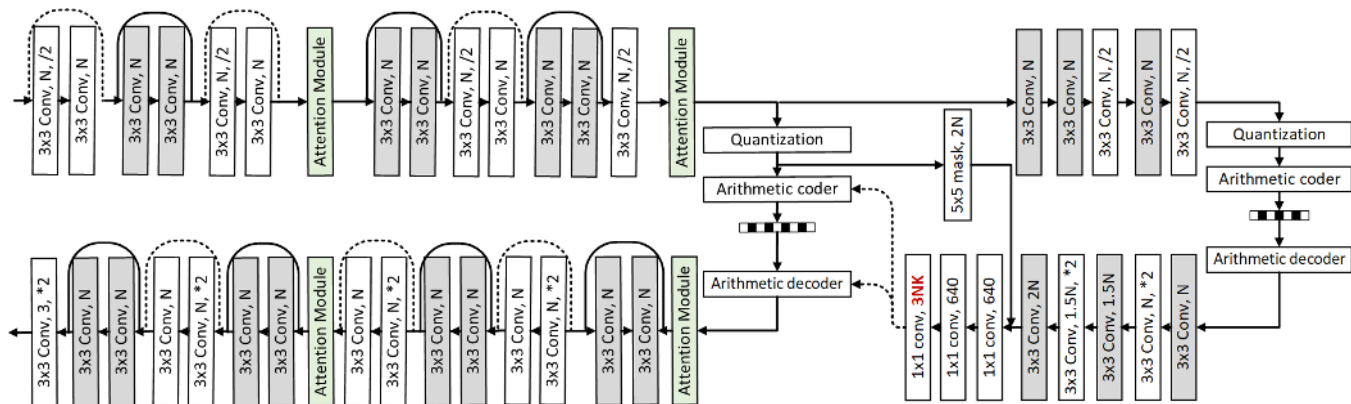 3x3 Conv, N, /2
3x3 Conv, N
3x3 Conv, N
3x3 Conv, N
3x3 Conv, N, /2
3x3 Conv, N
Attention Module
3x3 Conv, N
3x3 Conv, N
3x3 Conv, N, /2
3x3 Conv, N
3x3 Conv, N
3x3 Conv, N
3x3 Conv, N, /2
Attention Module
Quantization
Arithmetic coder
Arithmetic decoder
5x5 mask, 2N
3x3 Conv, N
3x3 Conv, N
3x3 Conv, N, /2
3x3 Conv, N
3x3 Conv, N, /2
Quantization
Arithmetic coder
Arithmetic decoder
3x3 Conv, 3, *2
3x3 Conv, N
3x3 Conv, N
3x3 Conv, N
3x3 Conv, N, *2
3x3 Conv, N
3x3 Conv, N
Attention Module
3x3 Conv, N
3x3 Conv, N, *2
3x3 Conv, N
3x3 Conv, N
3x3 Conv, N
3x3 Conv, N, *2
3x3 Conv, N
3x3 Conv, N
Attention Module
1x1 conv, 3NK
1x1 conv, 640
1x1 conv, 640
3x3 Conv, 2N
3x3 Conv, 1.5N, *2
3x3 Conv, 1.5N
3x3 Conv, N, *2
3x3 Conv, N